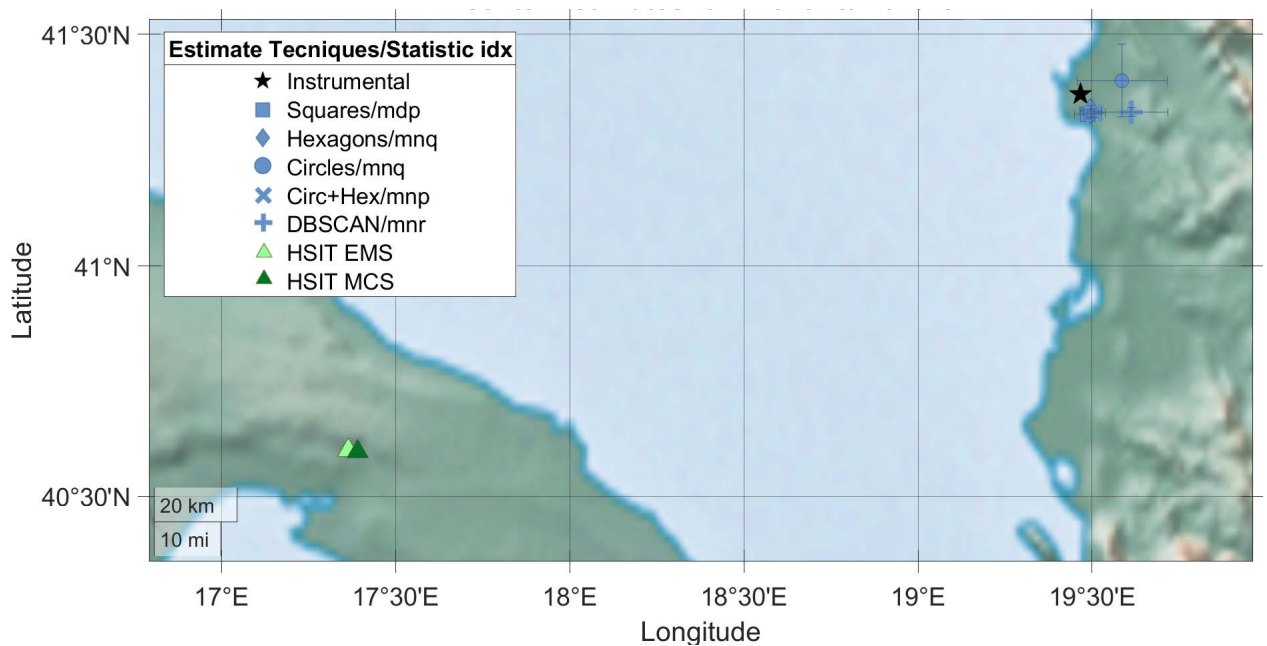 41°30'N
Estimate Tecniques/Statistic idx
Instrumental
Squares/mdp
Hexagons/mnq
Circles/mnq
Circ+Hex/mnp
DBSCAN/mnr
HSIT EMS
HSIT MCS
41°N
Latitude
40°30'N
20 km
10 mi
17°E 17°30'E 18°E 18°30'E 19°E 19°30'E
Longitude